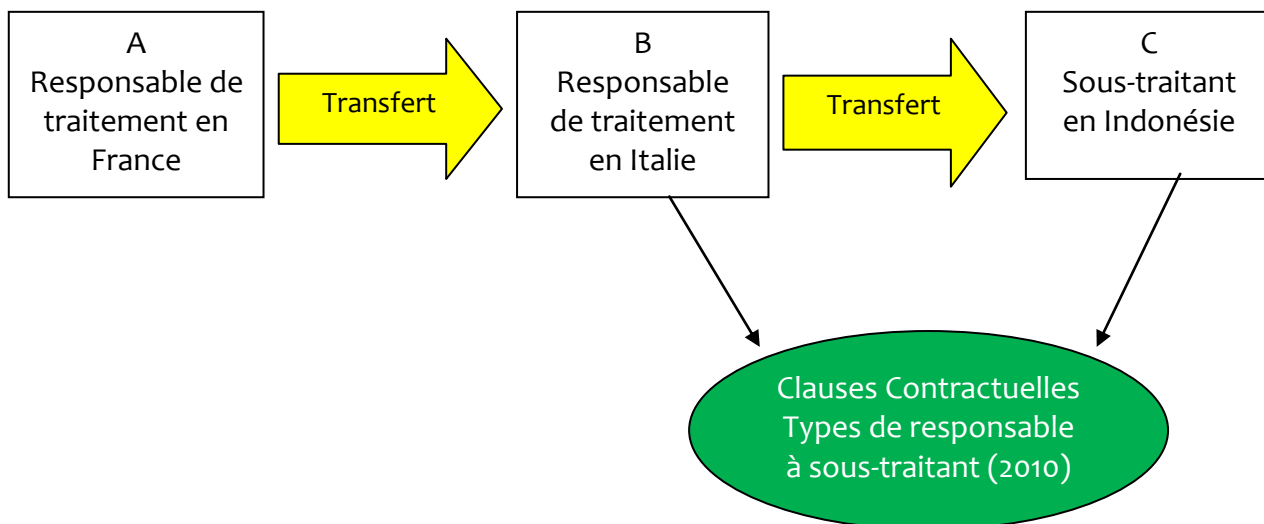 A
Responsable de
traitement en
France
Transfert
B
Responsable
de traitement
en Italie
Transfert
C
Sous-traitant
en Indonésie
Clauses Contractuelles
Types de responsable
à sous-traitant (2010)